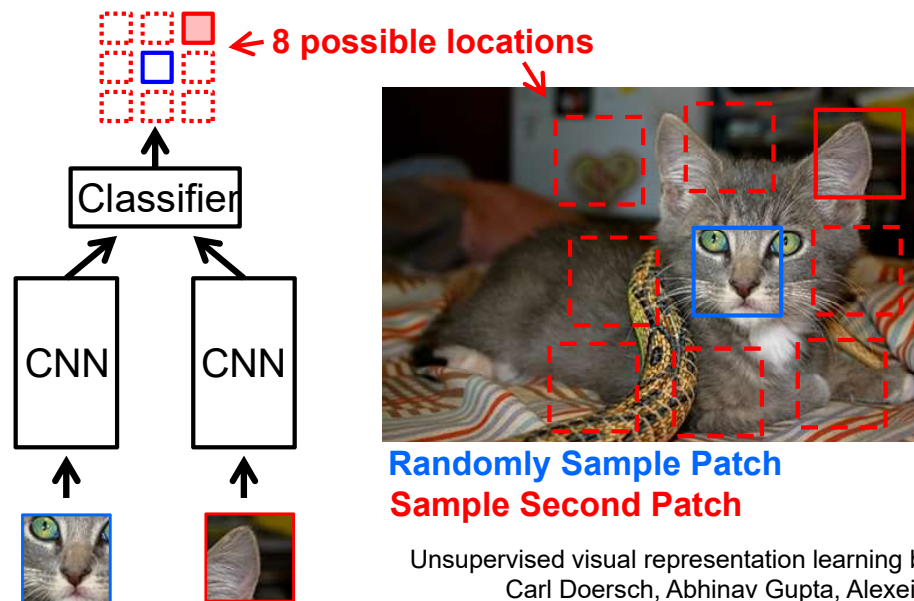 8 possible locations
Classifier
CNN
CNN
Randomly Sample Patch
Sample Second Patch
Unsupervised visual representation learning
Carl Doersch, Abhinav Gupta, Alexei